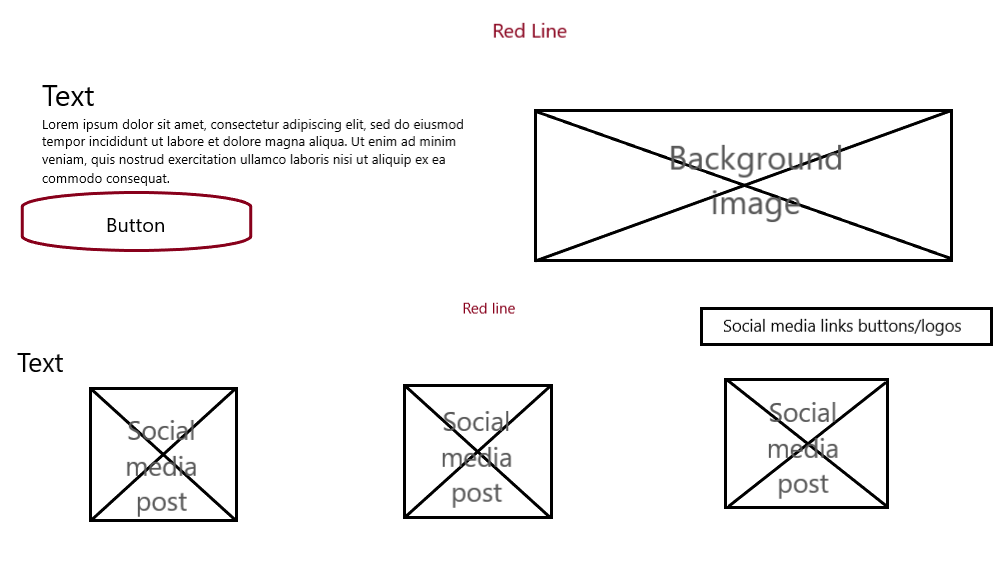 Red Line
Text
Lorem ipsum dolor sit amet, consectetur adipiscing elit, sed do eiusmod
tempor incididunt ut labore et dolore magna aliqua. Ut enim ad minim
veniam, quis nostrud exercitation ullamco laboris nisi ut aliquip ex ea
commodo consequat.
Button
Background
image
Red line
Social media links buttons/logos
Text
Social
media
post
Social
media
post
Social
media
post